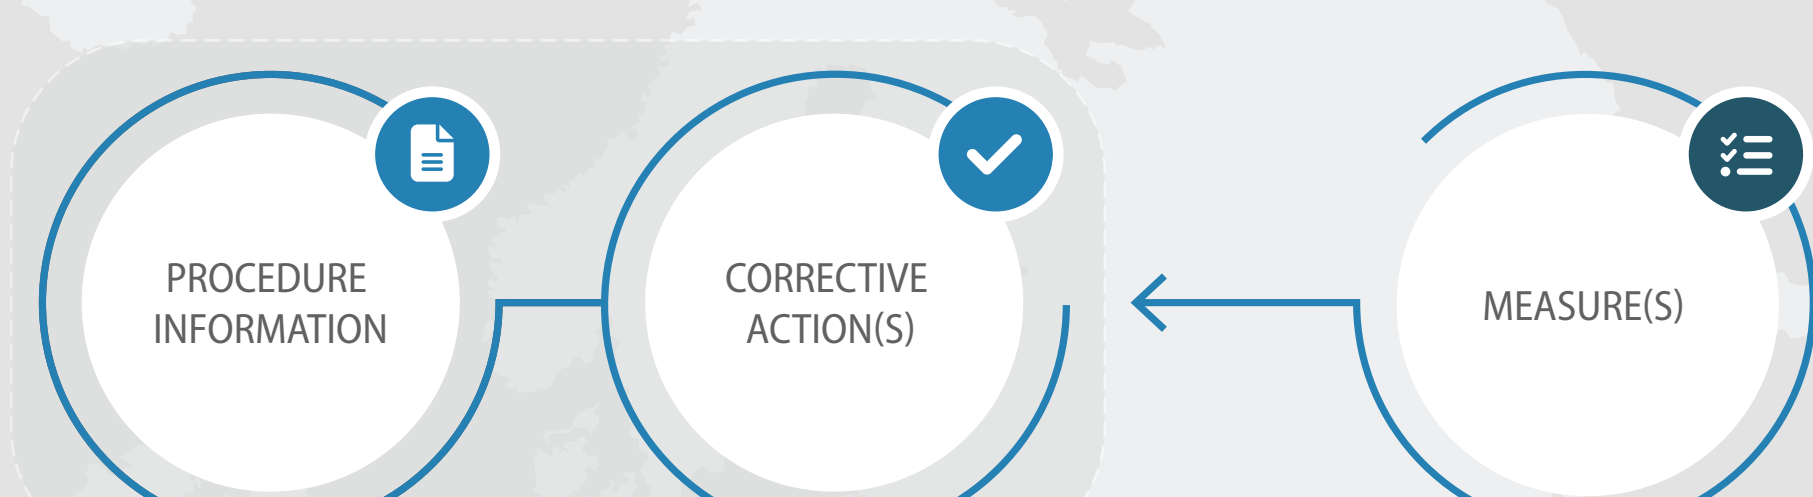 PROCEDURE
INFORMATION
CORRECTIVE
ACTION(S)
MEASURE(S)